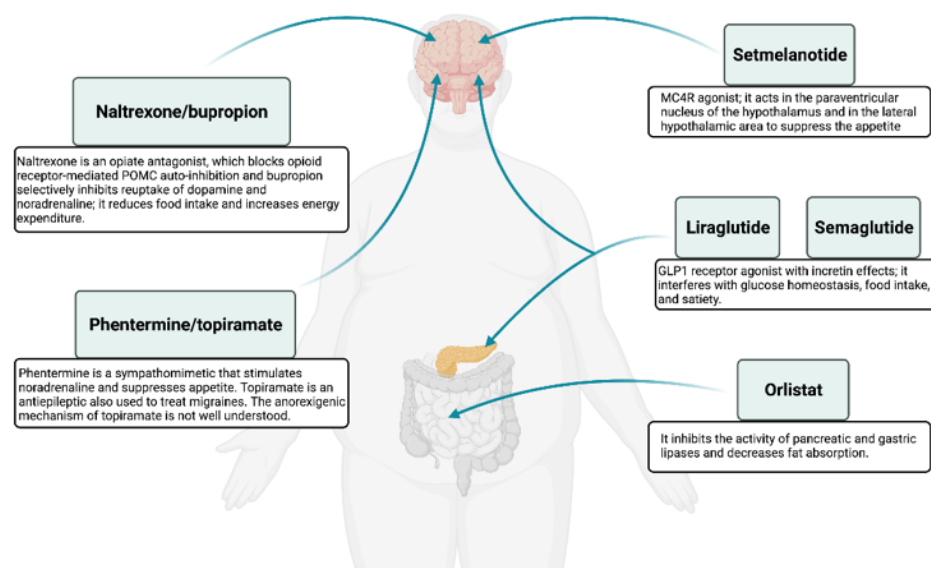 Naltrexone/bupropion
Naltrexone is an opiate antagonist, which blocks opioid
receptor-mediated POMC auto-inhibition and bupropion
selectively inhibits reuptake of dopamine and
noradrenaline; it reduces food intake and increases energy
expenditure.
Phentermine/topiramate
Phentermine is a sympathomimetic that stimulates
noradrenaline and suppresses appetite. Topiramate is an
antiepileptic also used to treat migraines. The anorexigenic
mechanism of topiramate is not well understood.
Setmelanotide
MC4R agonist; it acts in the paraventricular
nucleus of the hypothalamus and in the lateral
hypothalamic area to suppress the appetite
Liraglutide
Semaglutide
GLP1 receptor agonist with incretin effects; it
interferes with glucose homeostasis, food intake,
and satiety.
Orlistat
It inhibits the activity of pancreatic and gastric
lipases and decreases fat absorption.